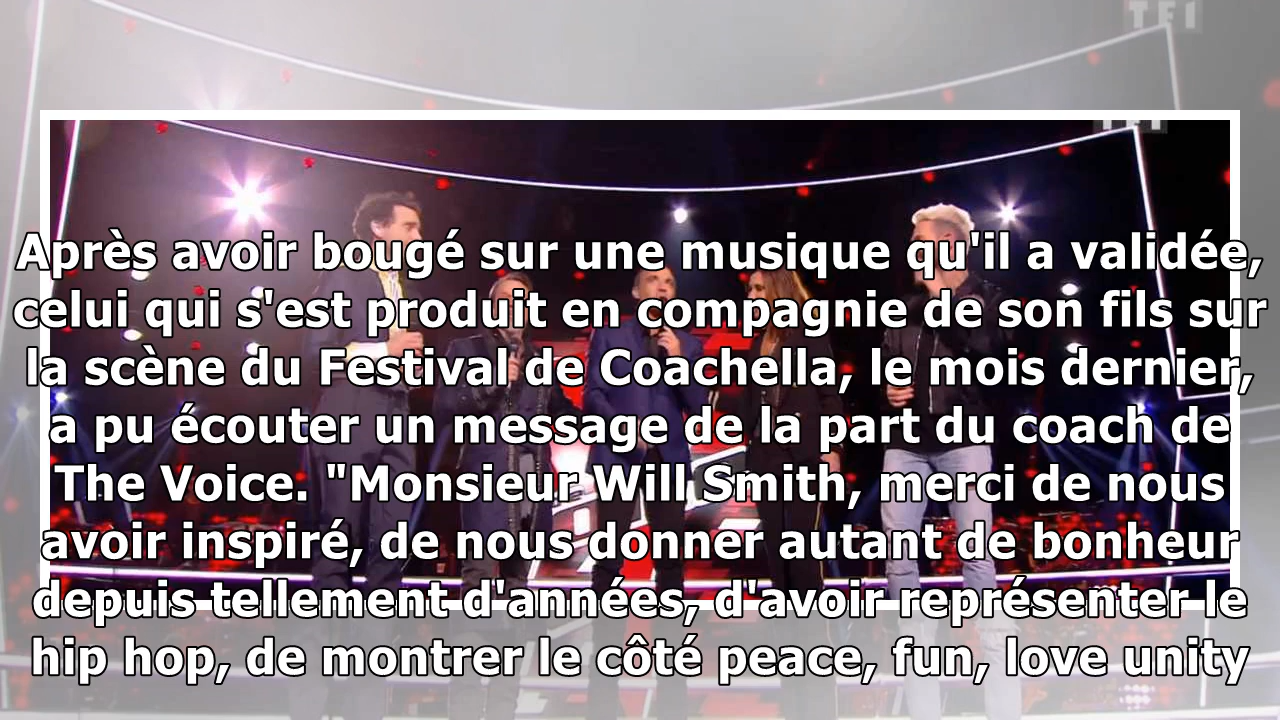 TF1
TF1
Après avoir bougé sur une musique qu'il a validée,
celui qui s'est produit en compagnie de son fils sur
la scène du Festival de Coachella, le mois dernier,
a pu écouter un message de la part du coach de
The Voice. "Monsieur Will Smith, merci de nous
avoir inspiré, de nous donner autant de bonheur
depuis tellement d'années, d'avoir représenter le
hip hop, de montrer le côté peace, fun, love unity